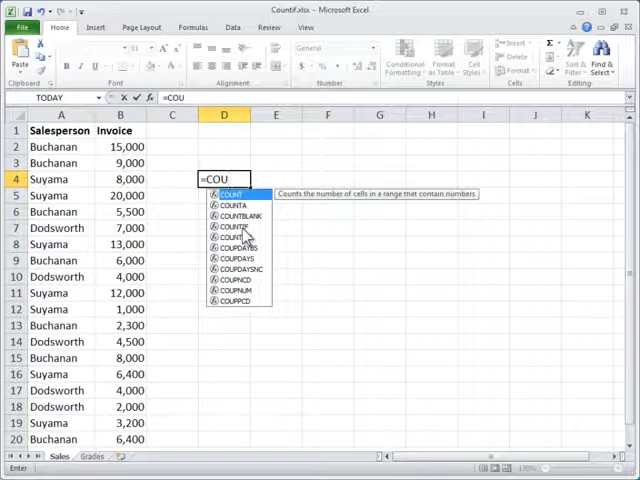 Countif.xlsx - Microsoft Excel
File Home Insert Page Layout Formulas Data Review View
Paste
General
Conditional Formatting Format as Table Cell Styles
Insert
Delete
Format
Sort & Filter Find & Select
Clipboard Font Alignment Number Styles Cells Editing
TODAY =COU
A B C D E F G H I J K
1 Salesperson Invoice
2 Buchanan 15,000
3 Buchanan 9,000
4 Suyama 8,000 =COU
5 Suyama 20,000 COUNT Counts the number of cells in a range that contain numbers.
COUNTA
6 Buchanan 5,500 COUNTBLANK
7 Dodsworth 7,000 COUNTIF
8 Suyama 13,000 COUNT
9 Buchanan 6,000 COUPDAYBS
COUPDAYS
10 Dodsworth 4,000 COUPDAYSNC
COUPNCD
11 Suyama 12,000 COUPNUM
12 Suyama 1,000 COUPPCD
13 Buchanan 2,300
14 Dodsworth 4,500
15 Buchanan 8,000
16 Suyama 6,400
17 Dodsworth 4,000
18 Dodsworth 2,000
19 Suyama 3,200
20 Buchanan 6,400
Sales Grades
Enter 130%